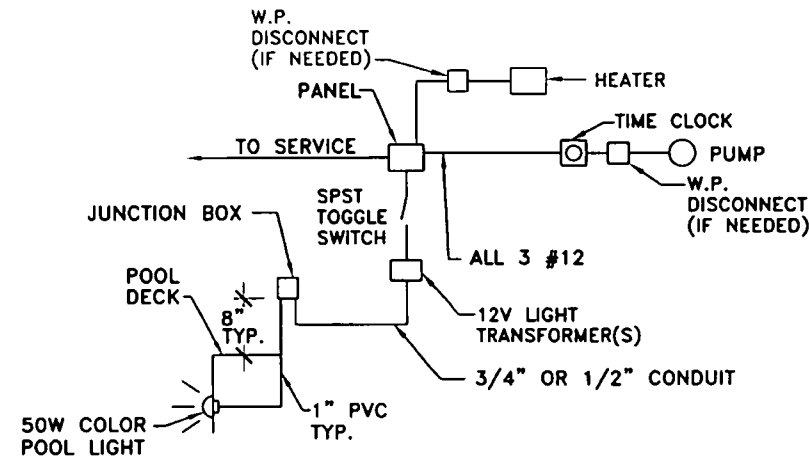 W.P.
DISCONNECT
(IF NEEDED)
PANEL
HEATER
TIME CLOCK
TO SERVICE
PUMP
W.P.
DISCONNECT
(IF NEEDED)
SPST
TOGGLE
SWITCH
JUNCTION BOX
ALL 3 #12
POOL
DECK
8"
TYP.
12V LIGHT
TRANSFORMER(S)
3/4" OR 1/2" CONDUIT
1" PVC
TYP.
50W COLOR
POOL LIGHT